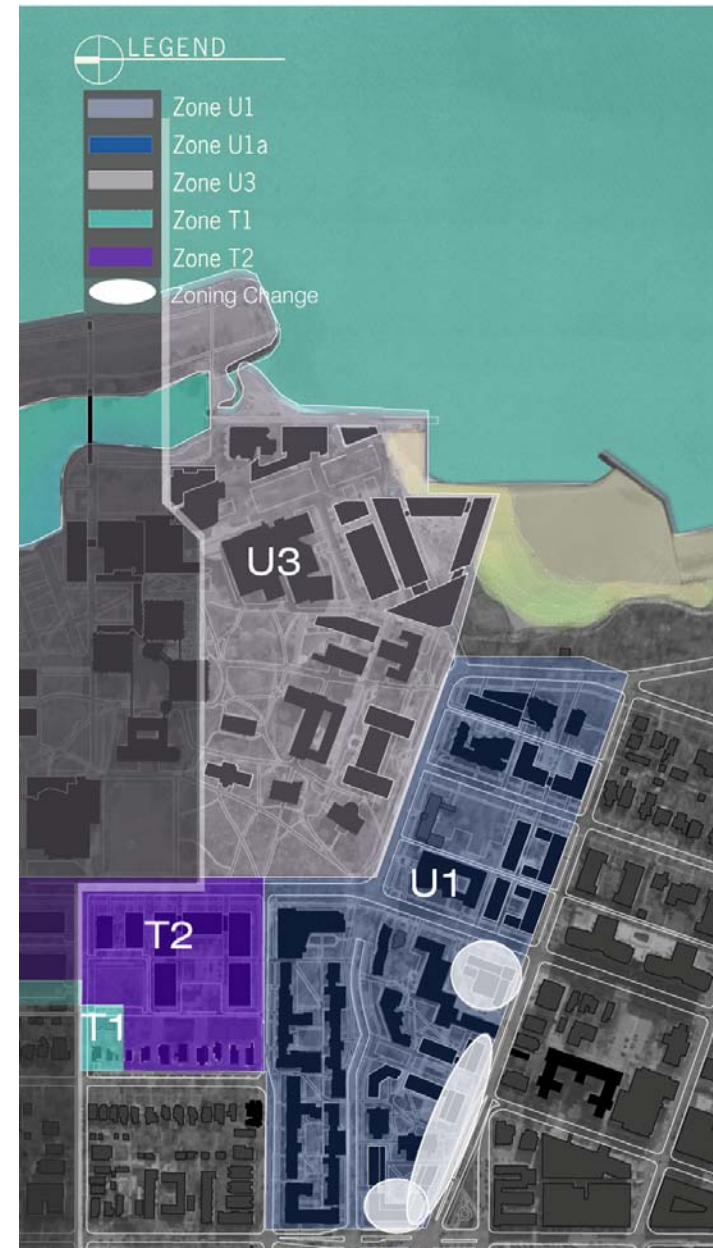 LEGEND
Zone U1
Zone U1a
Zone U3
Zone T1
Zone T2
Zoning Change
U3
U1
T2
T1